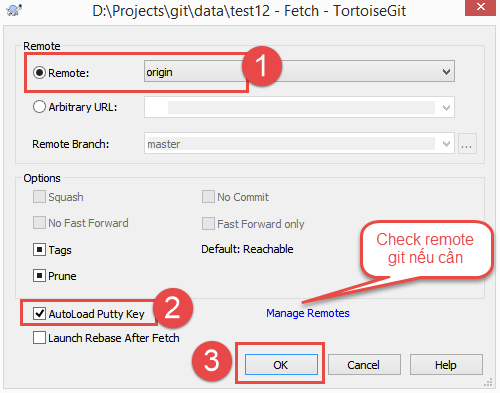 D:\Projects\git\data\test12 - Fetch - TortoiseGit
Remote
Remote:
origin
1
Arbitrary URL:
Remote Branch:
master
...
Options
Squash
No Commit
No Fast Forward
Fast Forward only
Tags
Default: Reachable
Prune
Check remote
git nếu cần
AutoLoad Putty Key
2
Manage Remotes
Launch Rebase After Fetch
3
OK
Cancel
Help